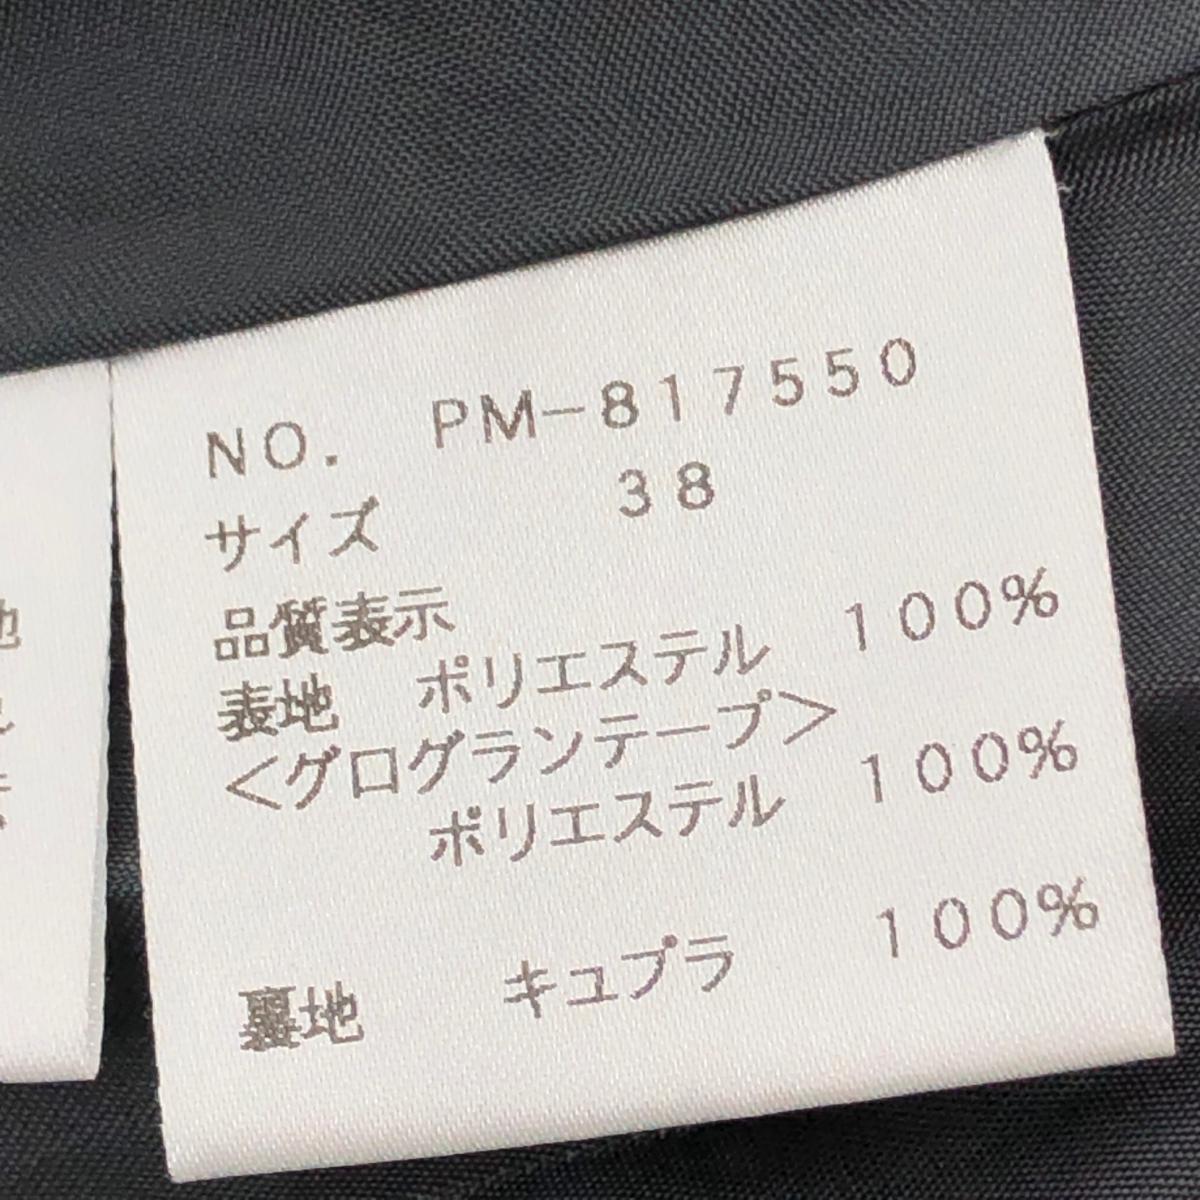 NO. PM-817550
サイズ 38
品質表示
表地 ポリエステル 100%
<グログランテープ>
ポリエステル 100%
裏地 キュプラ 100%
地